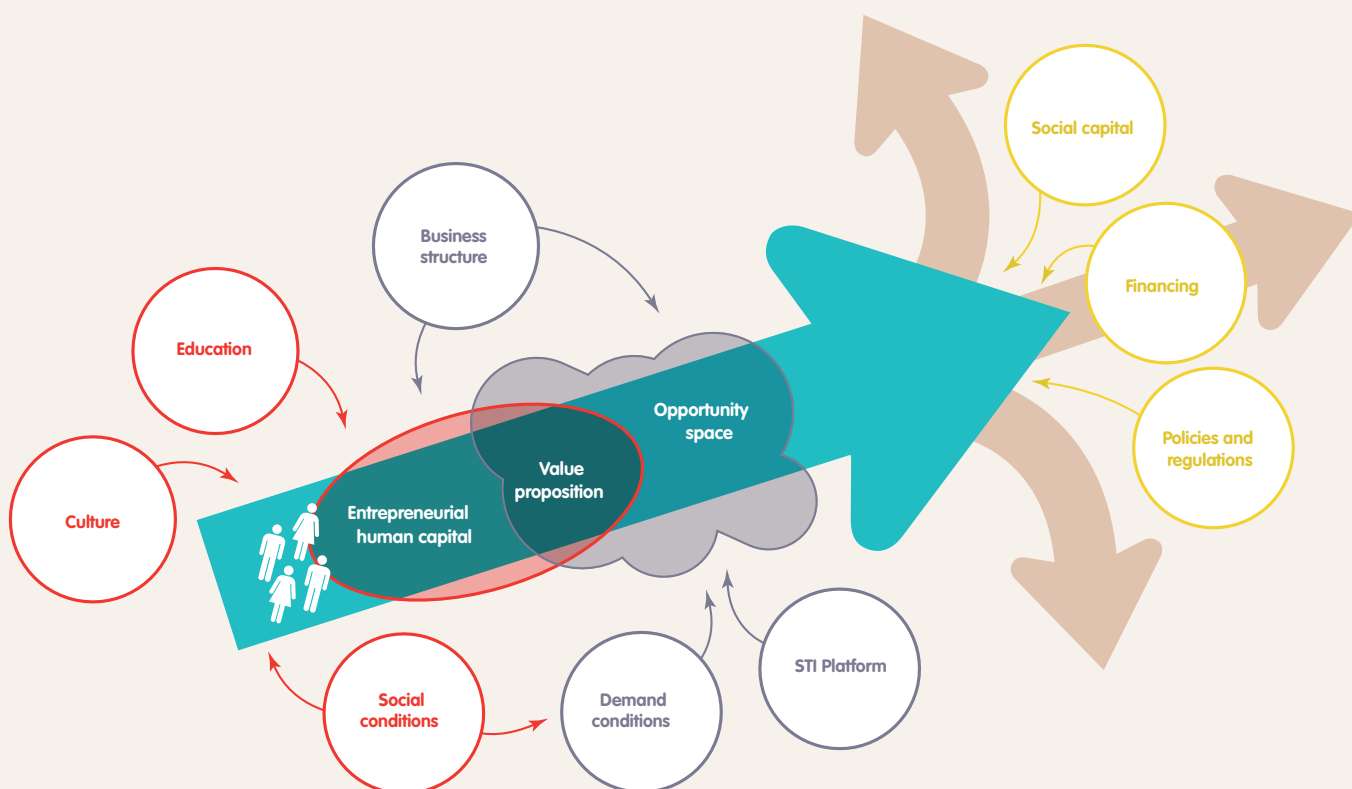 Social capital
Business
structure
Financing
Education
Opportunity
space
Policies and
regulations
Value
proposition
Culture
Entrepreneurial
human capital
STI Platform
Social
conditions
Demand
conditions